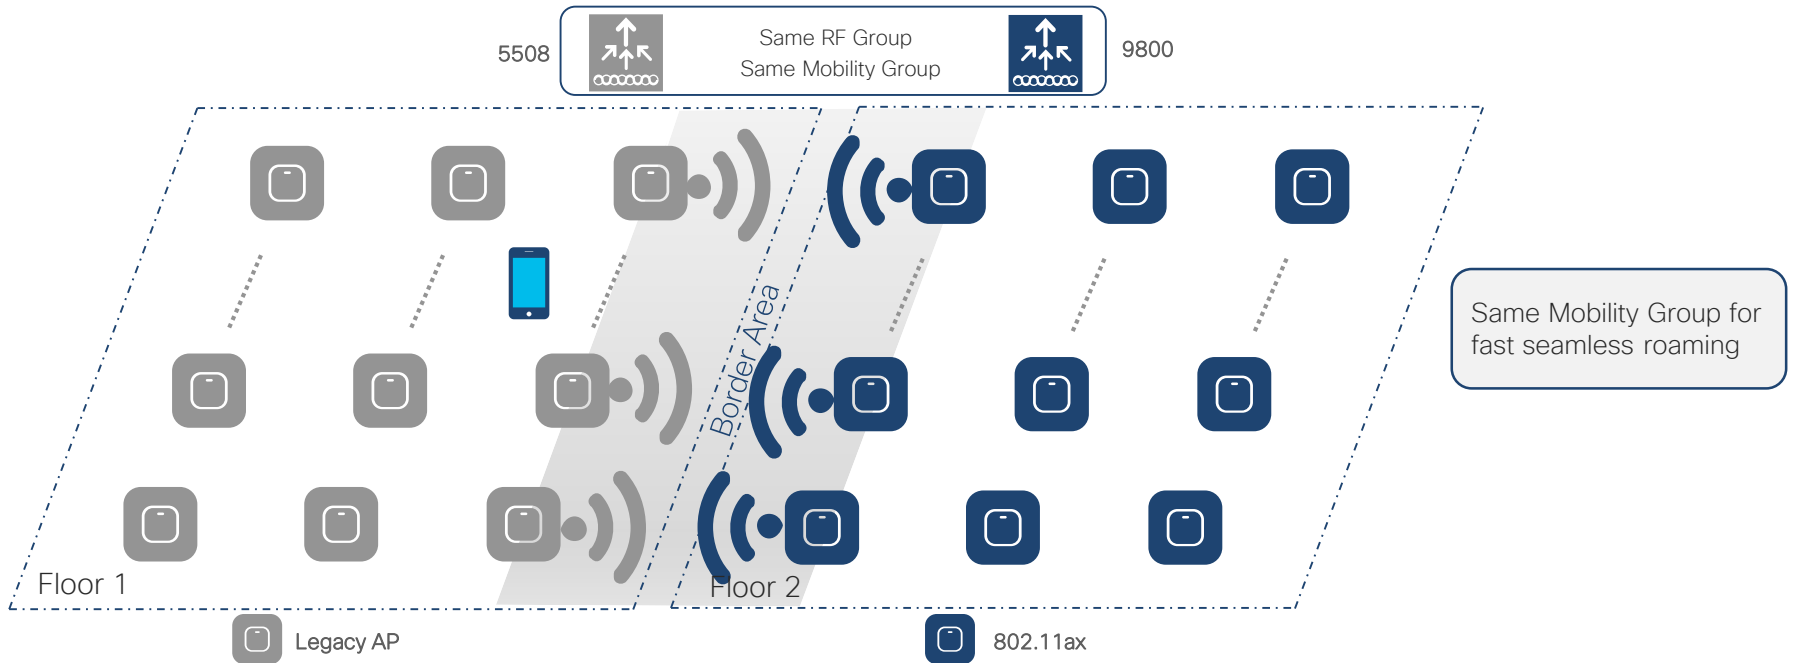 5508
Same RF Group
Same Mobility Group
9800
Border Area
Same Mobility Group for
fast seamless roaming
Floor 1
Floor 2
Legacy AP
802.11ax